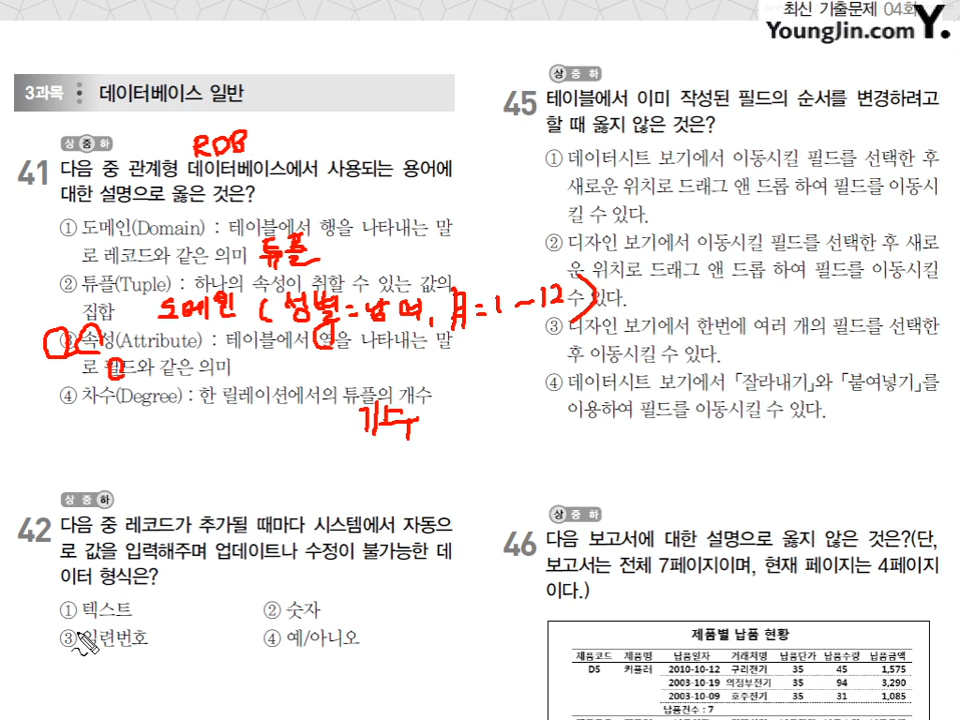 최신 기출문제 04회
YoungJin.com Y.
3과목 데이터베이스 일반
상 중 하
RDB
41 다음 중 관계형 데이터베이스에서 사용되는 용어에
대한 설명으로 옳은 것은?
① 도메인(Domain) : 테이블에서 행을 나타내는 말
로 레코드와 같은 의미 튜플
② 튜플(Tuple) : 하나의 속성이 취할 수 있는 값의
집합
도메인 (성별=남여, 月=1~12)
③ 속성(Attribute) : 테이블에서 열을 나타내는 말
로 필드와 같은 의미
④ 차수(Degree) : 한 릴레이션에서의 튜플의 개수
기수
상 중 하
42 다음 중 레코드가 추가될 때마다 시스템에서 자동으
로 값을 입력해주며 업데이트나 수정이 불가능한 데
이터 형식은?
① 텍스트 ② 숫자
③ 일련번호 ④ 예/아니오
상 중 하
45 테이블에서 이미 작성된 필드의 순서를 변경하려고
할 때 옳지 않은 것은?
① 데이터시트 보기에서 이동시킬 필드를 선택한 후
새로운 위치로 드래그 앤 드롭 하여 필드를 이동시
킬 수 있다.
② 디자인 보기에서 이동시킬 필드를 선택한 후 새로
운 위치로 드래그 앤 드롭 하여 필드를 이동시킬
수 있다.
③ 디자인 보기에서 한번에 여러 개의 필드를 선택한
후 이동시킬 수 있다.
④ 데이터시트 보기에서 「잘라내기」와 「붙여넣기」를
이용하여 필드를 이동시킬 수 있다.
상 중 하
46 다음 보고서에 대한 설명으로 옳지 않은 것은?(단,
보고서는 전체 7페이지이며, 현재 페이지는 4페이지
이다.)
제품별 납품 현황
제품코드 제품명 납품일자 거래처명 납품단가 납품수량 납품금액
D5 커플러 2010-10-12 구리전기 35 45 1,575
2003-10-19 의정부전기 35 94 3,290
2003-10-09 호주전기 35 31 1,085
납품건수 : 7